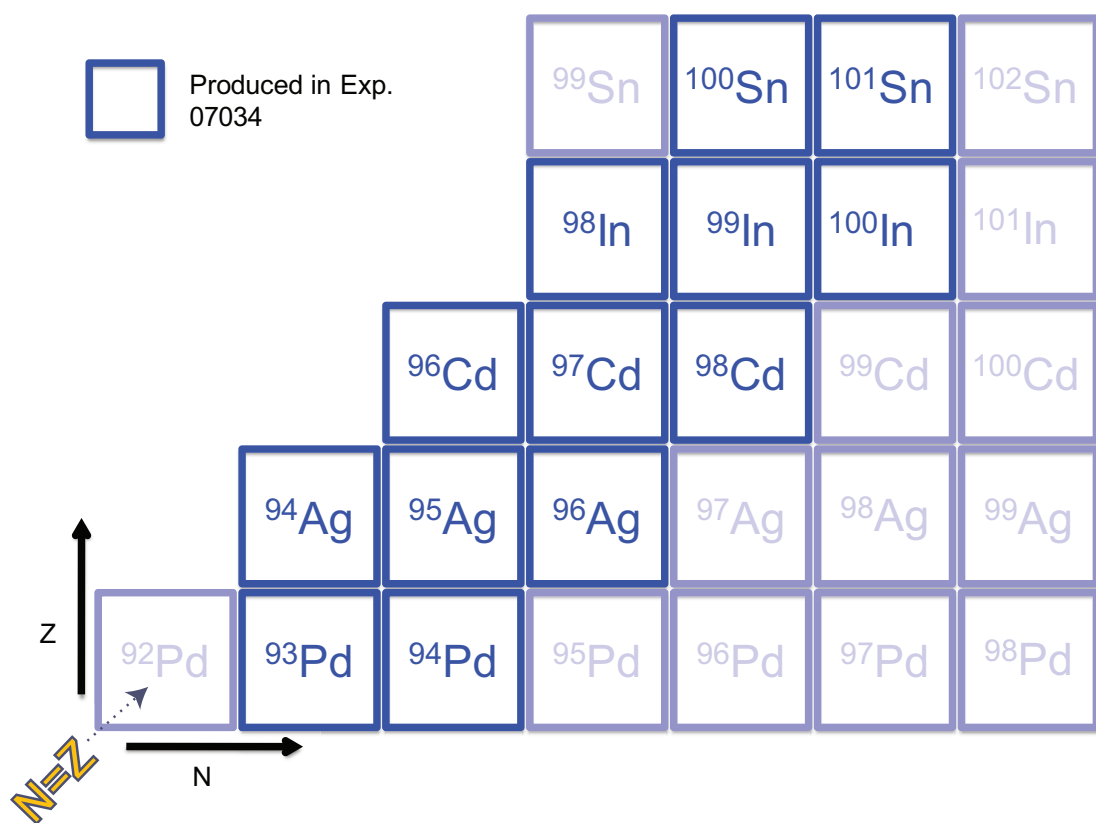 Produced in Exp.
07034
⁹⁹Sn ¹⁰⁰Sn ¹⁰¹Sn ¹⁰²Sn
⁹⁸In ⁹⁹In ¹⁰⁰In ¹⁰¹In
⁹⁶Cd ⁹⁷Cd ⁹⁸Cd ⁹⁹Cd ¹⁰⁰Cd
⁹⁴Ag ⁹⁵Ag ⁹⁶Ag ⁹⁷Ag ⁹⁸Ag ⁹⁹Ag
Z
⁹²Pd ⁹³Pd ⁹⁴Pd ⁹⁵Pd ⁹⁶Pd ⁹⁷Pd ⁹⁸Pd
N=Z
N